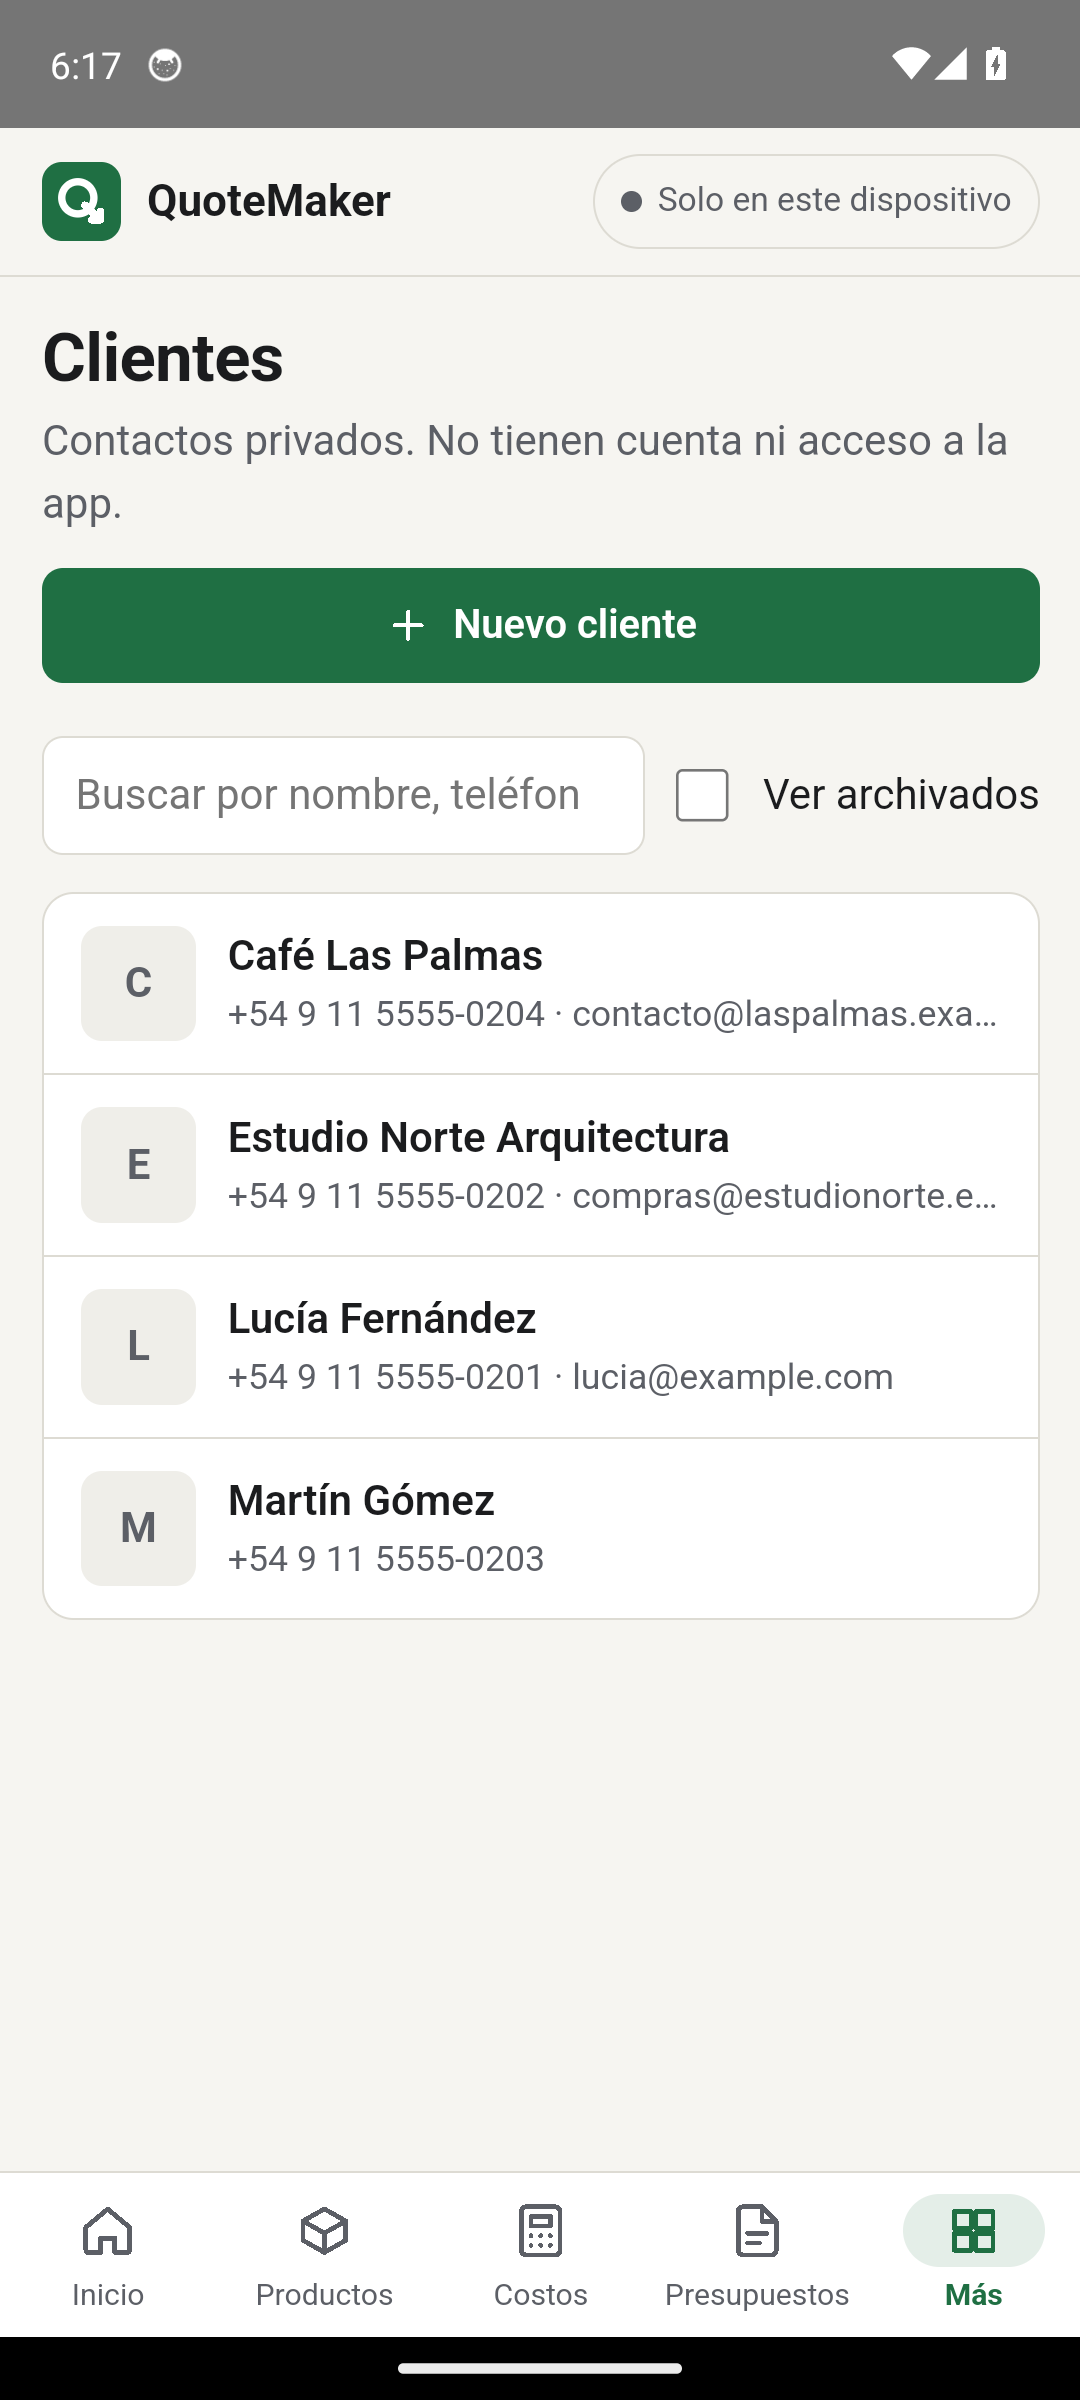 6:17
QuoteMaker
Solo en este dispositivo
Clientes
Contactos privados. No tienen cuenta ni acceso a la
app.
+ Nuevo cliente
Buscar por nombre, teléfon
Ver archivados
C
Café Las Palmas
+54 9 11 5555-0204 · contacto@laspalmas.exa...
E
Estudio Norte Arquitectura
+54 9 11 5555-0202 · compras@estudionorte.e...
L
Lucía Fernández
+54 9 11 5555-0201 · lucia@example.com
M
Martín Gómez
+54 9 11 5555-0203
Inicio
Productos
Costos
Presupuestos
Más